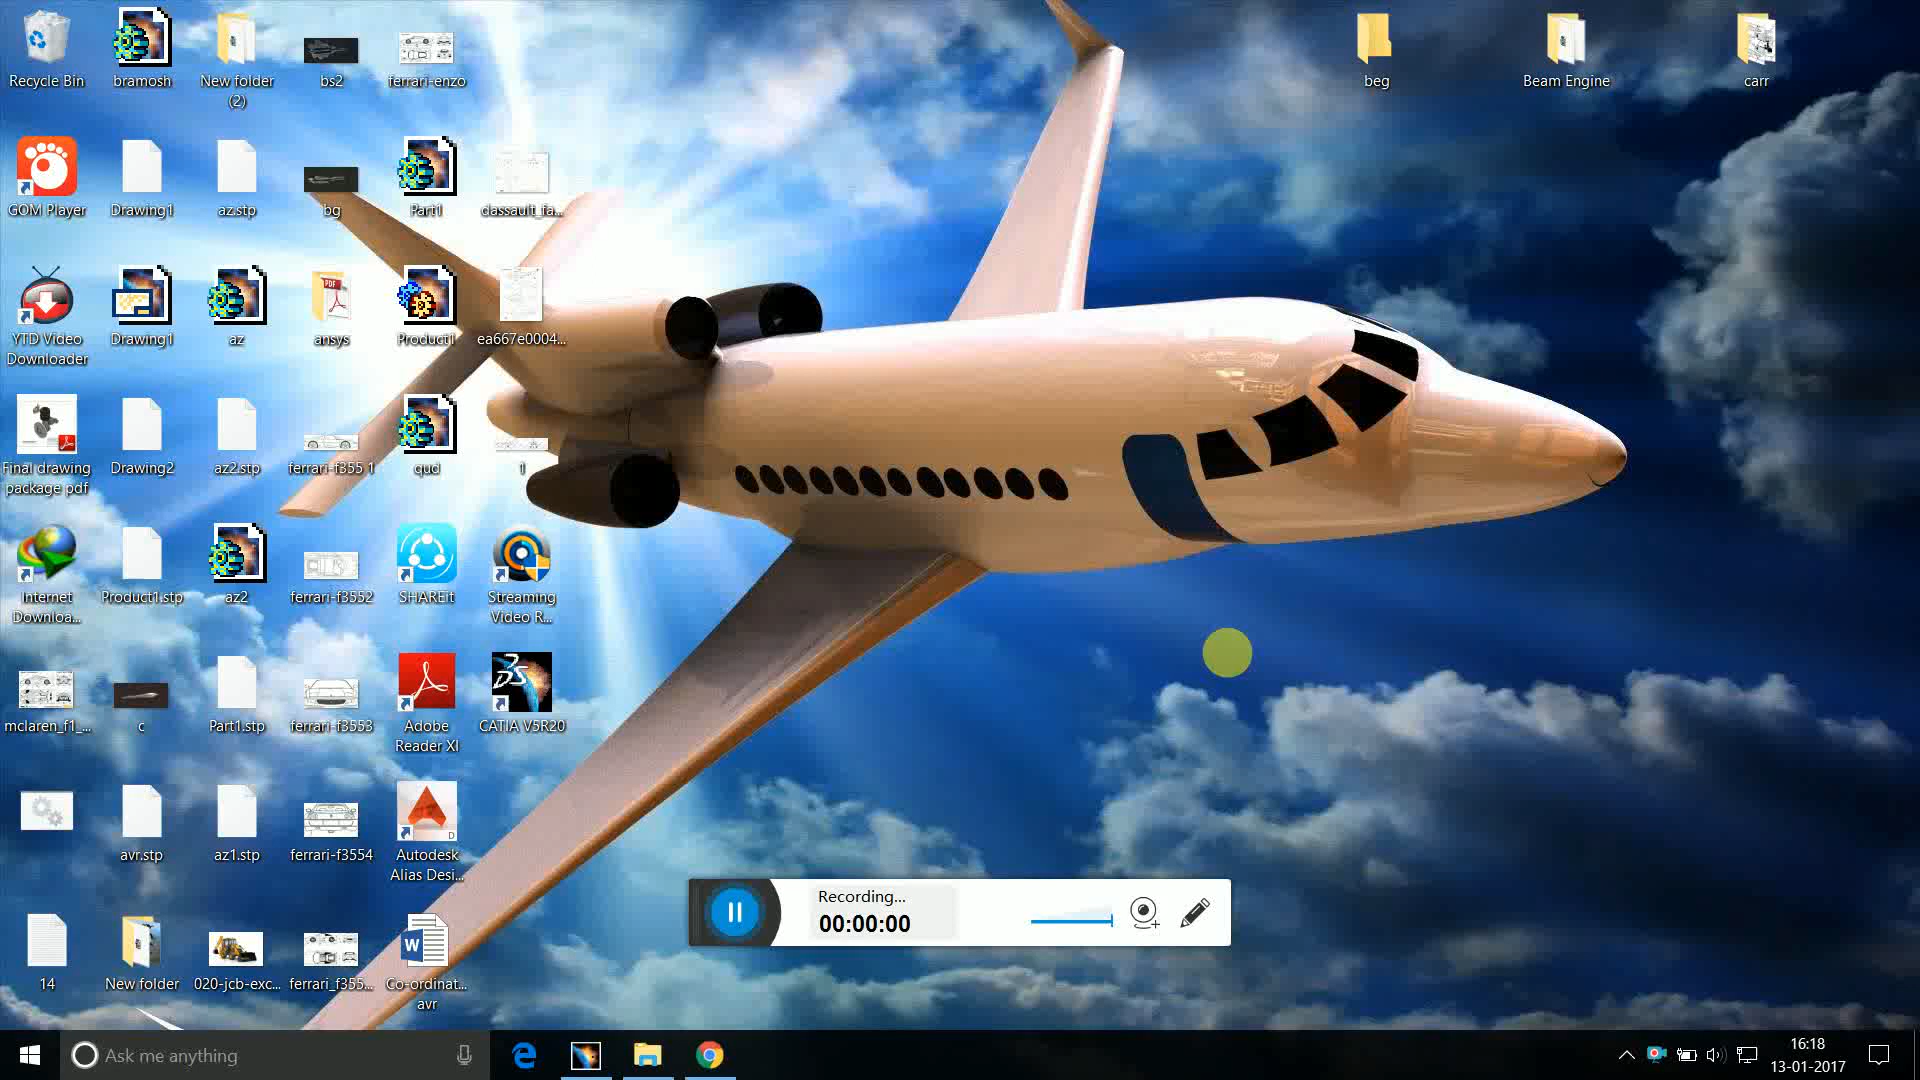 Recycle Bin
bramosh
New folder
(2)
bs2
ferrari-enzo
beg
Beam Engine
carr
GOM Player
Drawing1
az.stp
bg
Part1
dassault_fa...
YTD Video
Downloader
Drawing1
az
PDF
ansys
Product1
ea667e0004...
Final drawing
package pdf
Drawing2
az2.stp
ferrari-f355 1
qud
1
Internet
Downloa...
Product1.stp
az2
ferrari-f3552
SHAREit
Streaming
Video R...
mclaren_f1_...
c
Part1.stp
ferrari-f3553
Adobe
Reader XI
CATIA V5R20
avr.stp
az1.stp
ferrari-f3554
D
Autodesk
Alias Desi...
Recording...
00:00:00
14
New folder
020-jcb-exc...
ferrari_f355...
W
Co-ordinat...
avr
Ask me anything
16:18
13-01-2017